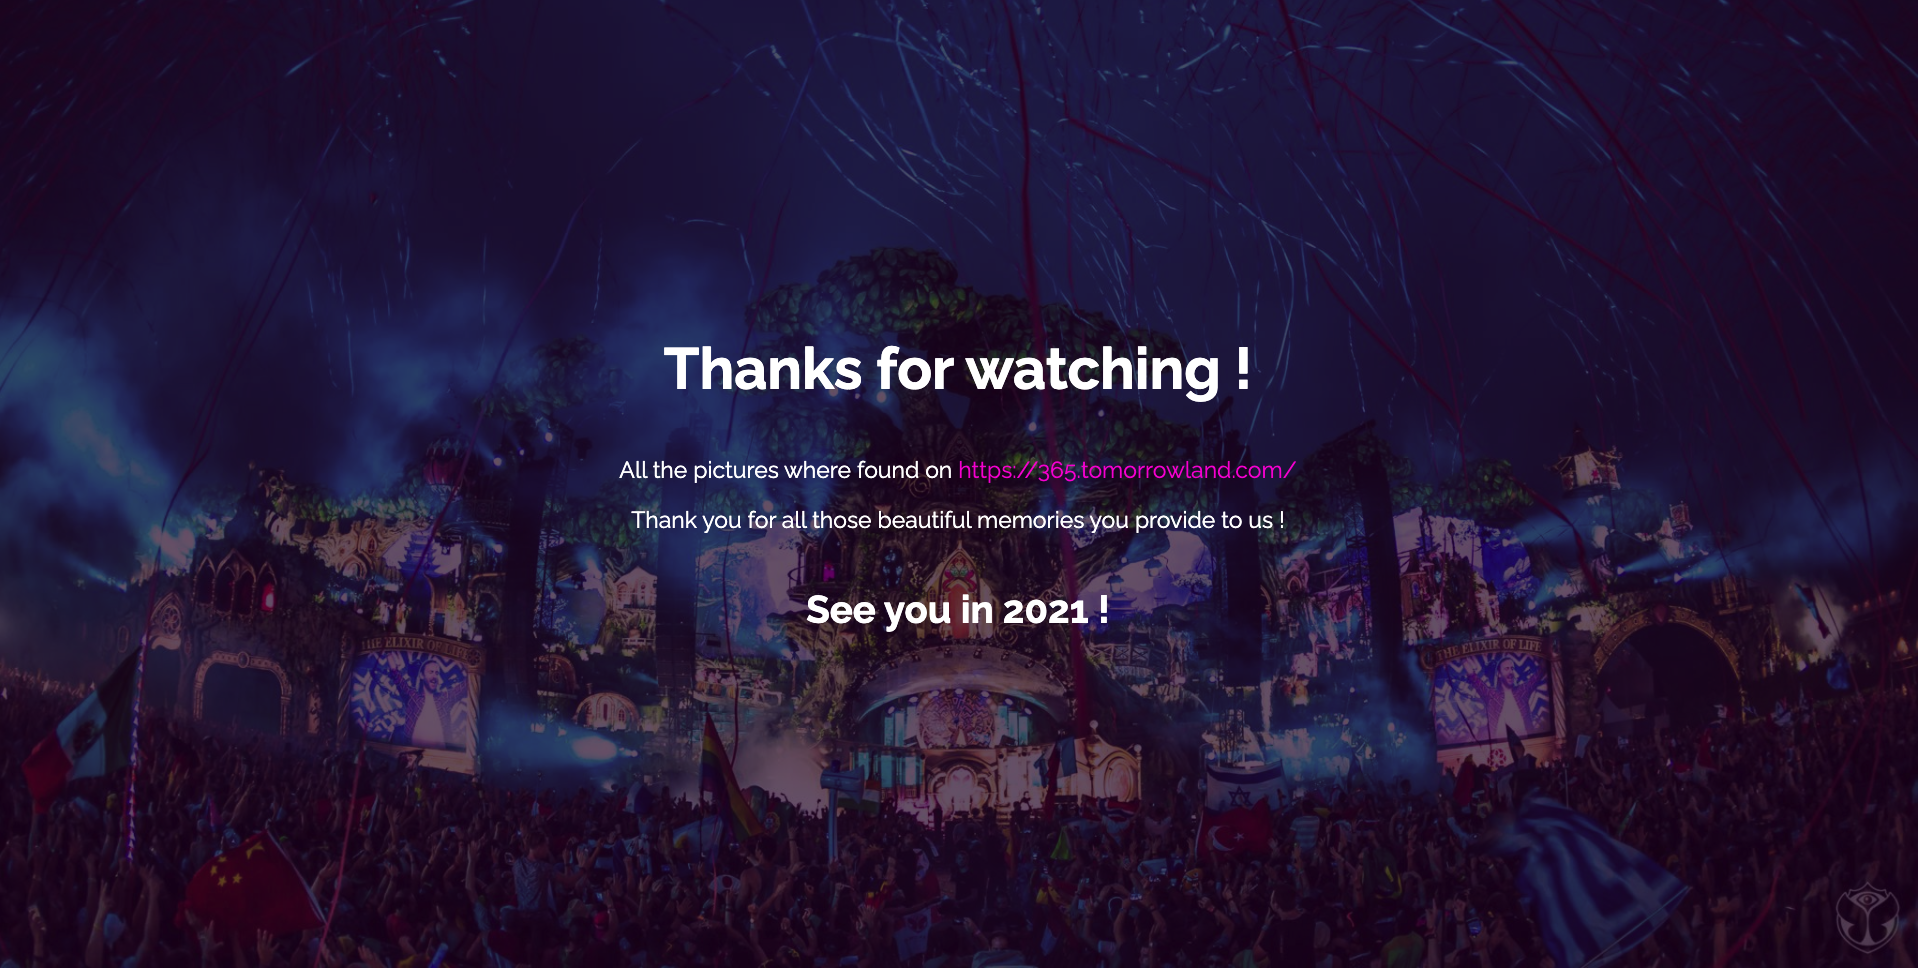 Thanks for watching !
All the pictures where found on https://365.tomorrowland.com/
Thank you for all those beautiful memories you provide to us !
See you in 2021 !
THE ELIXIR OF LIFE
THE ELIXIR OF LIFE